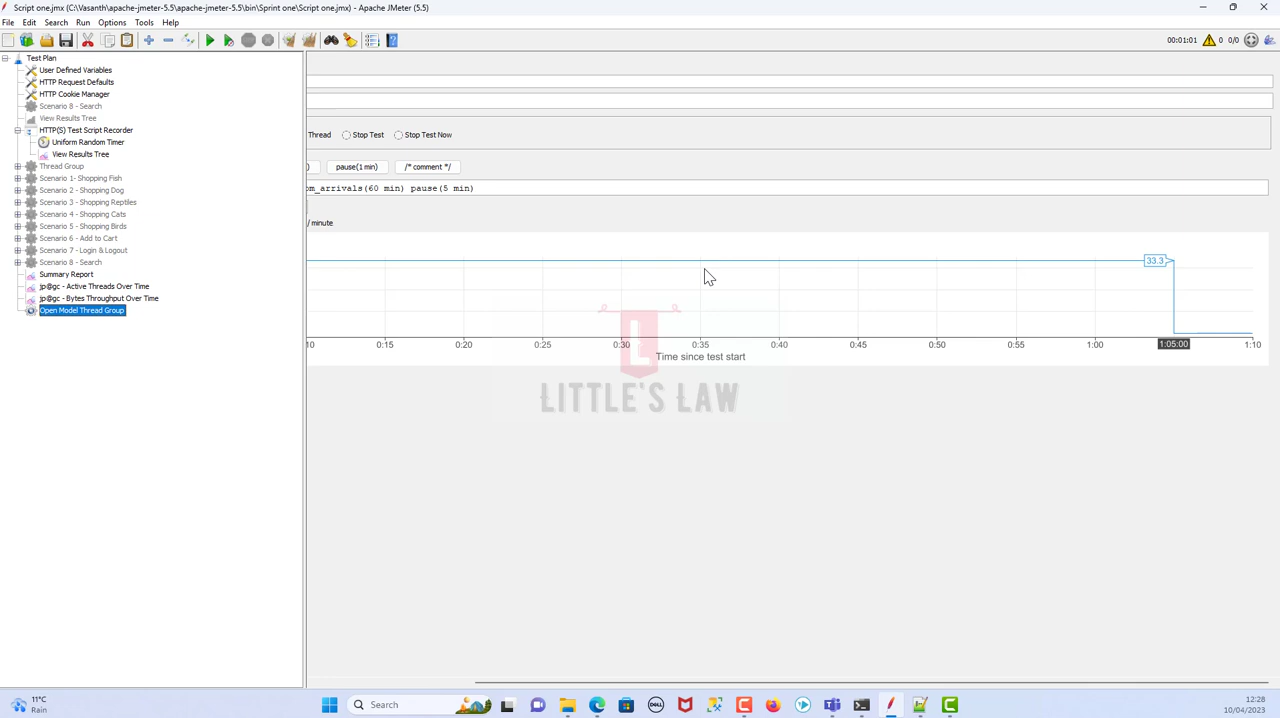 Script one.jmx (C:\Vasanth\apache-jmeter-5.5\apache-jmeter-5.5\bin\Sprint one\Script one.jmx) - Apache JMeter (5.5)
File Edit Search Run Options Tools Help
00:01:01 0 0/0
Test Plan
User Defined Variables
HTTP Request Defaults
HTTP Cookie Manager
Scenario 8 - Search
View Results Tree
HTTP(S) Test Script Recorder
Uniform Random Timer
View Results Tree
Thread Group
Scenario 1- Shopping Fish
Scenario 2 - Shopping Dog
Scenario 3 - Shopping Reptiles
Scenario 4 - Shopping Cats
Scenario 5 - Shopping Birds
Scenario 6 - Add to Cart
Scenario 7 - Login & Logout
Scenario 8 - Search
Summary Report
jp@gc - Active Threads Over Time
jp@gc - Bytes Throughput Over Time
Open Model Thread Group
Thread Stop Test Stop Test Now
) pause(1 min) /* comment */
om_arrivals(60 min) pause(5 min)
/ minute
33.3
10 0:15 0:20 0:25 0:30 0:35 0:40 0:45 0:50 0:55 1:00 1:05:00 1:10
Time since test start
L
LITTLE'S LAW
11°C
Rain
Search
12:28
10/04/2023